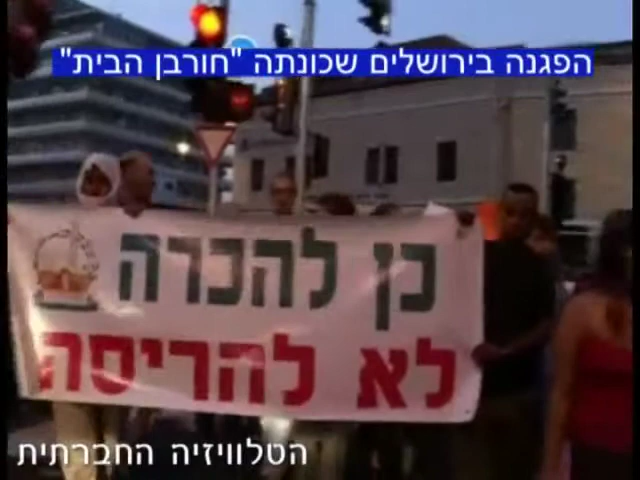 הפגנה בירושלים שכונתה "חורבן הבית"
כן להכרה
לא להריסה
הטלוויזיה החברתית